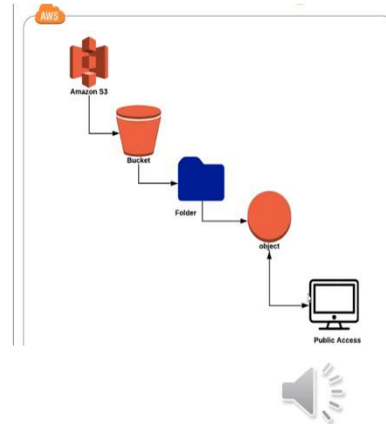 AWS
Amazon S3
Bucket
Folder
object
Public Access